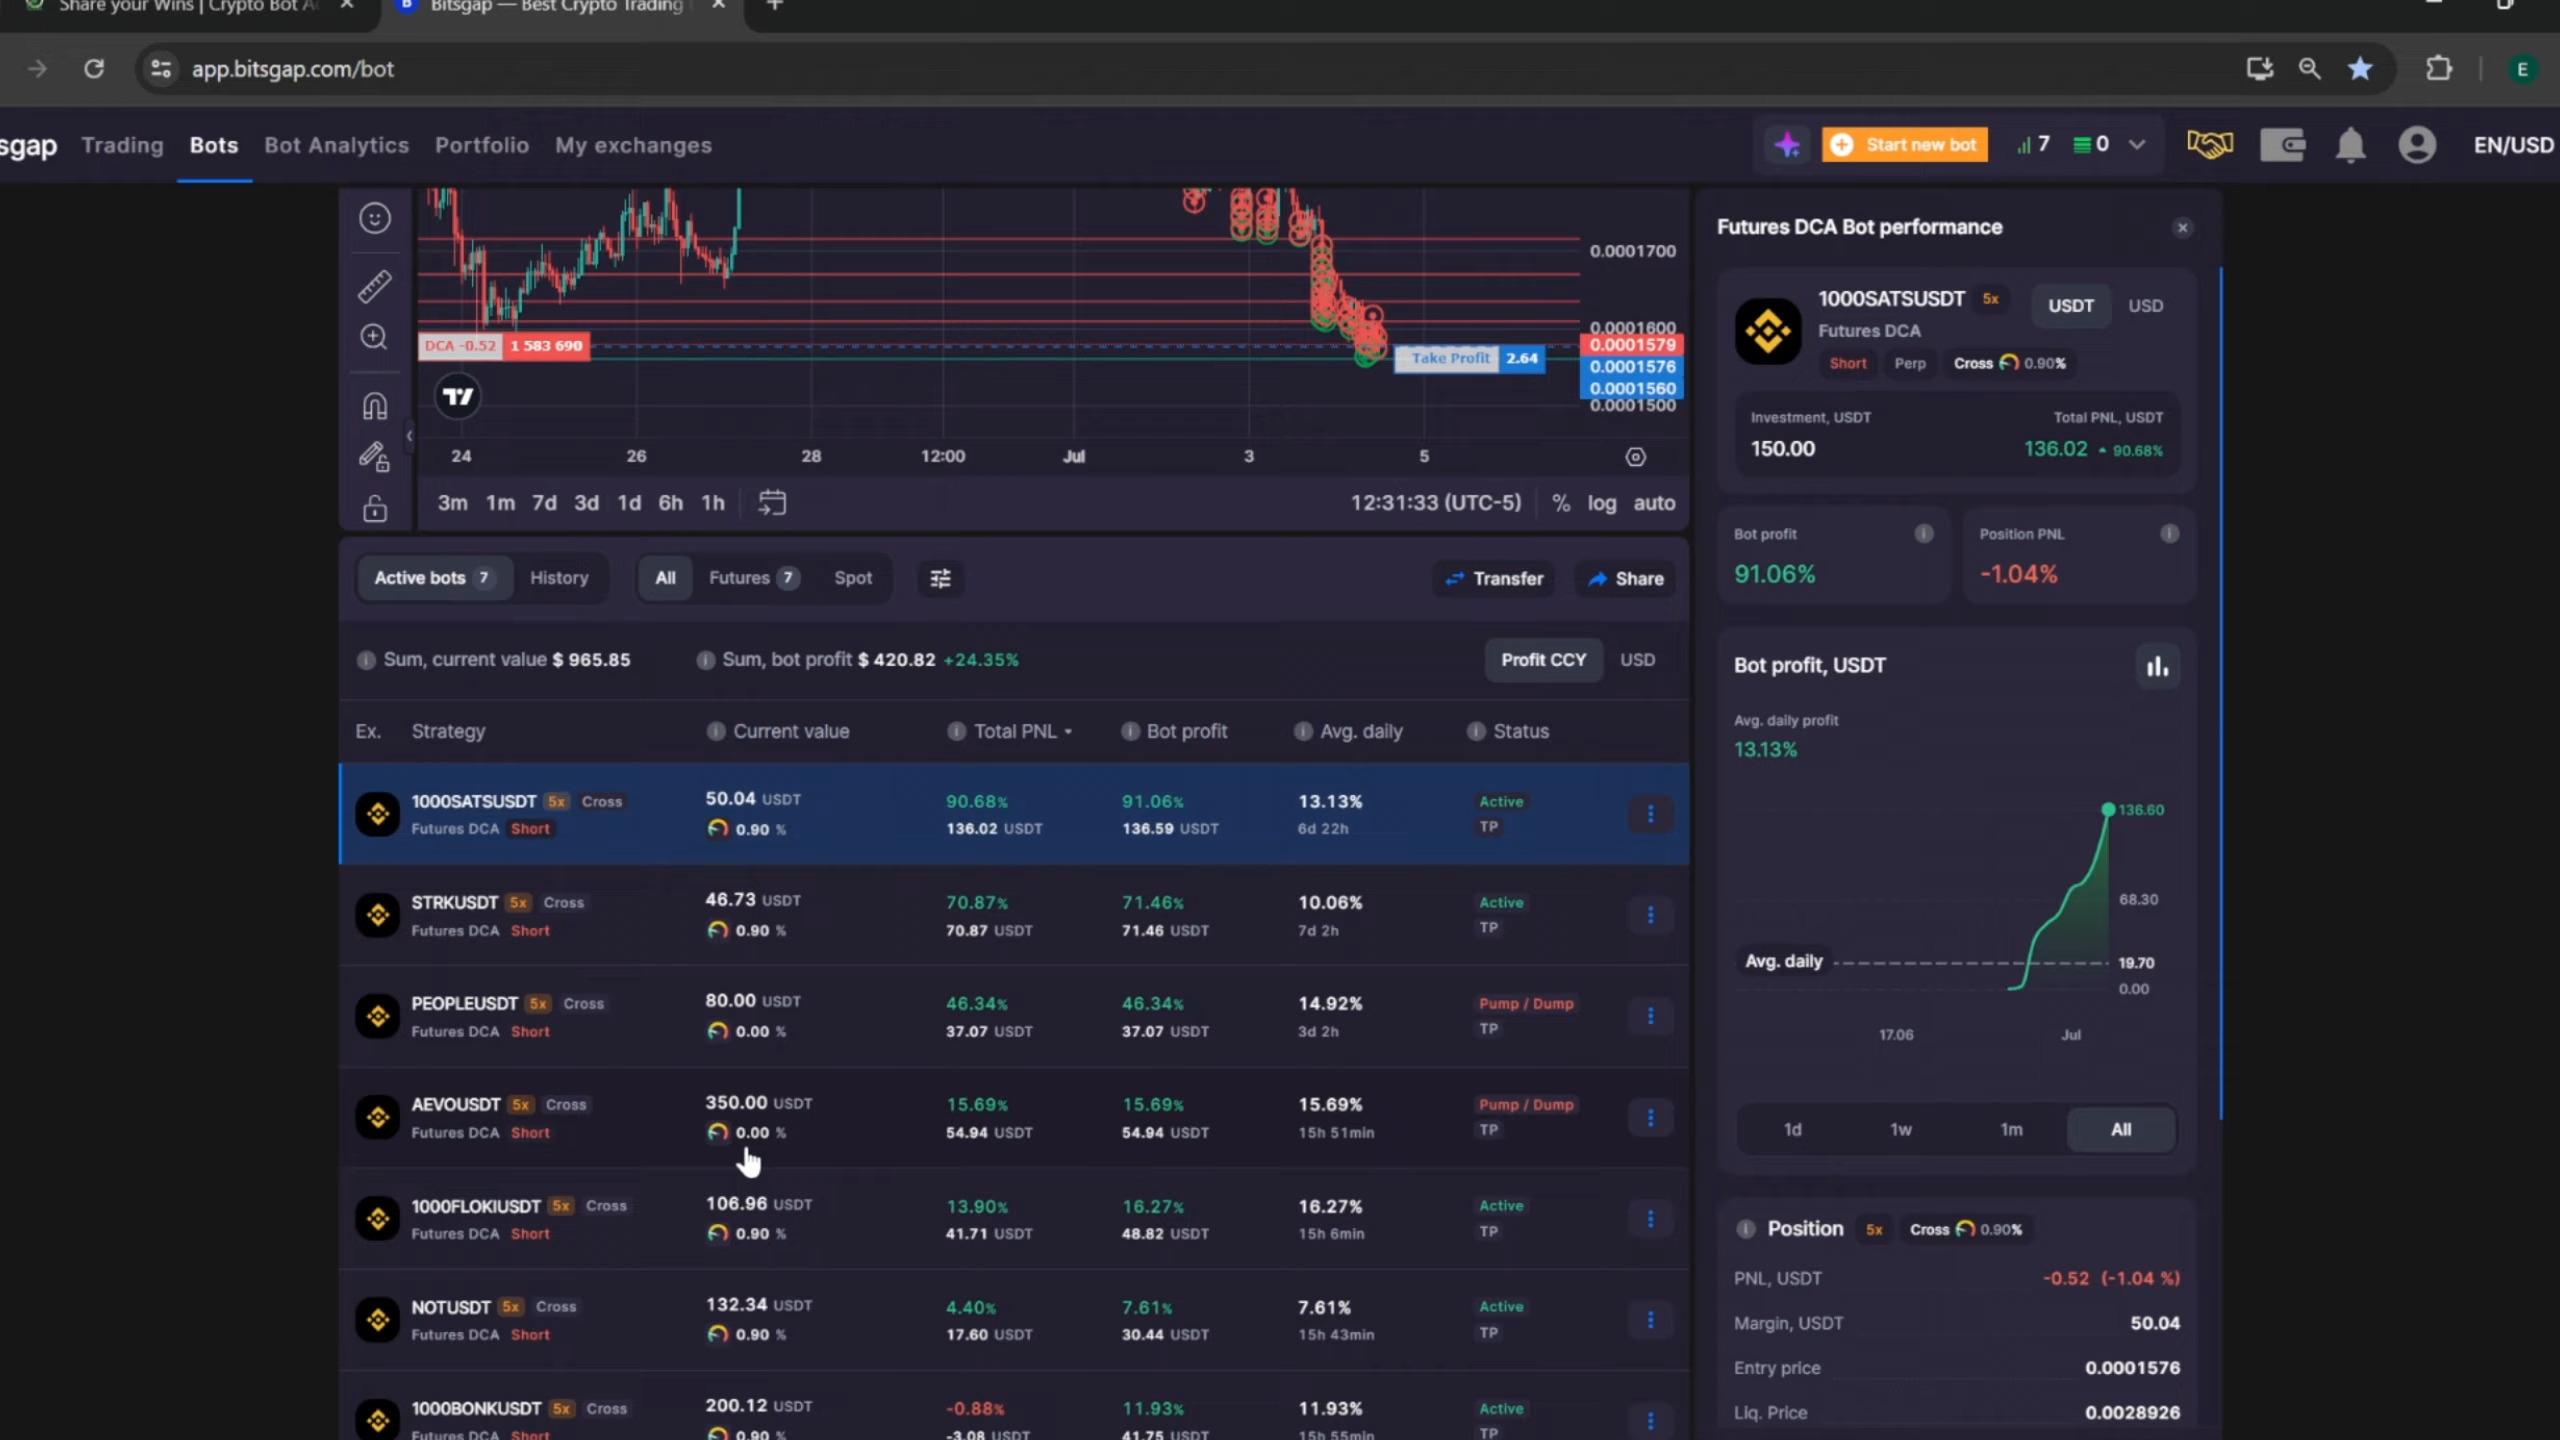 Share your Wins | Crypto Bot A
Bitsgap — Best Crypto Trading
app.bitsgap.com/bot
E
sgap Trading Bots Bot Analytics Portfolio My exchanges
Start new bot 7 0 EN/USD
0.0001700
0.0001600
DCA -0.52 1 583 690
0.0001579
Take Profit 2.64
0.0001576
0.0001560
0.0001500
24 26 28 12:00 Jul 3 5
3m 1m 7d 3d 1d 6h 1h 12:31:33 (UTC-5) % log auto
Active bots 7 History All Futures 7 Spot Transfer Share
Sum, current value $ 965.85 Sum, bot profit $ 420.82 +24.35% Profit CCY USD
Ex. Strategy Current value Total PNL Bot profit Avg. daily Status
1000SATSUSDT 5x Cross 50.04 USDT 90.68% 91.06% 13.13% Active
Futures DCA Short 0.90 % 136.02 USDT 136.59 USDT 6d 22h TP
STRKUSDT 5x Cross 46.73 USDT 70.87% 71.46% 10.06% Active
Futures DCA Short 0.90 % 70.87 USDT 71.46 USDT 7d 2h TP
PEOPLEUSDT 5x Cross 80.00 USDT 46.34% 46.34% 14.92% Pump / Dump
Futures DCA Short 0.00 % 37.07 USDT 37.07 USDT 3d 2h TP
AEVOUSDT 5x Cross 350.00 USDT 15.69% 15.69% 15.69% Pump / Dump
Futures DCA Short 0.00 % 54.94 USDT 54.94 USDT 15h 51min TP
1000FLOKIUSDT 5x Cross 106.96 USDT 13.90% 16.27% 16.27% Active
Futures DCA Short 0.90 % 41.71 USDT 48.82 USDT 15h 6min TP
NOTUSDT 5x Cross 132.34 USDT 4.40% 7.61% 7.61% Active
Futures DCA Short 0.90 % 17.60 USDT 30.44 USDT 15h 43min TP
1000BONKUSDT 5x Cross 200.12 USDT -0.88% 11.93% 11.93% Active
Futures DCA Short 0.90 % -3.08 USDT 41.75 USDT 15h 55min TP
Futures DCA Bot performance
1000SATSUSDT 5x USDT USD
Futures DCA
Short Perp Cross 0.90%
Investment, USDT Total PNL, USDT
150.00 136.02 90.68%
Bot profit Position PNL
91.06% -1.04%
Bot profit, USDT
Avg. daily profit
13.13%
136.60
68.30
Avg. daily 19.70
0.00
17.06 Jul
1d 1w 1m All
Position 5x Cross 0.90%
PNL, USDT -0.52 (-1.04 %)
Margin, USDT 50.04
Entry price 0.0001576
Liq. Price 0.0028926